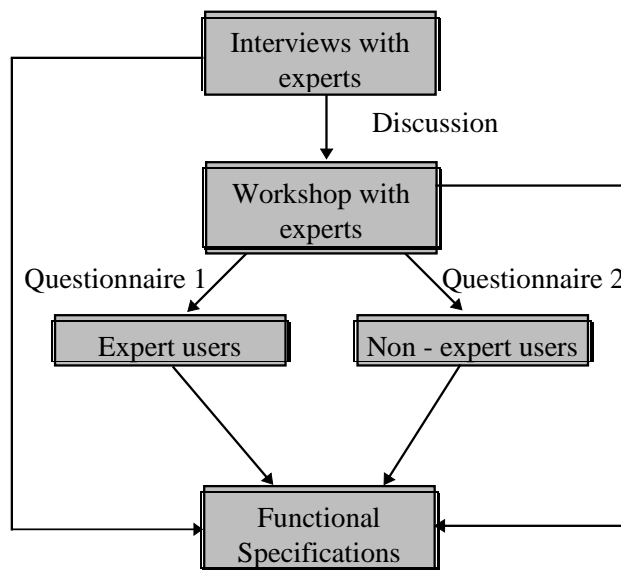 Interviews with
experts
Discussion
Workshop with
experts
Questionnaire 1
Questionnaire 2
Expert users
Non - expert users
Functional
Specifications